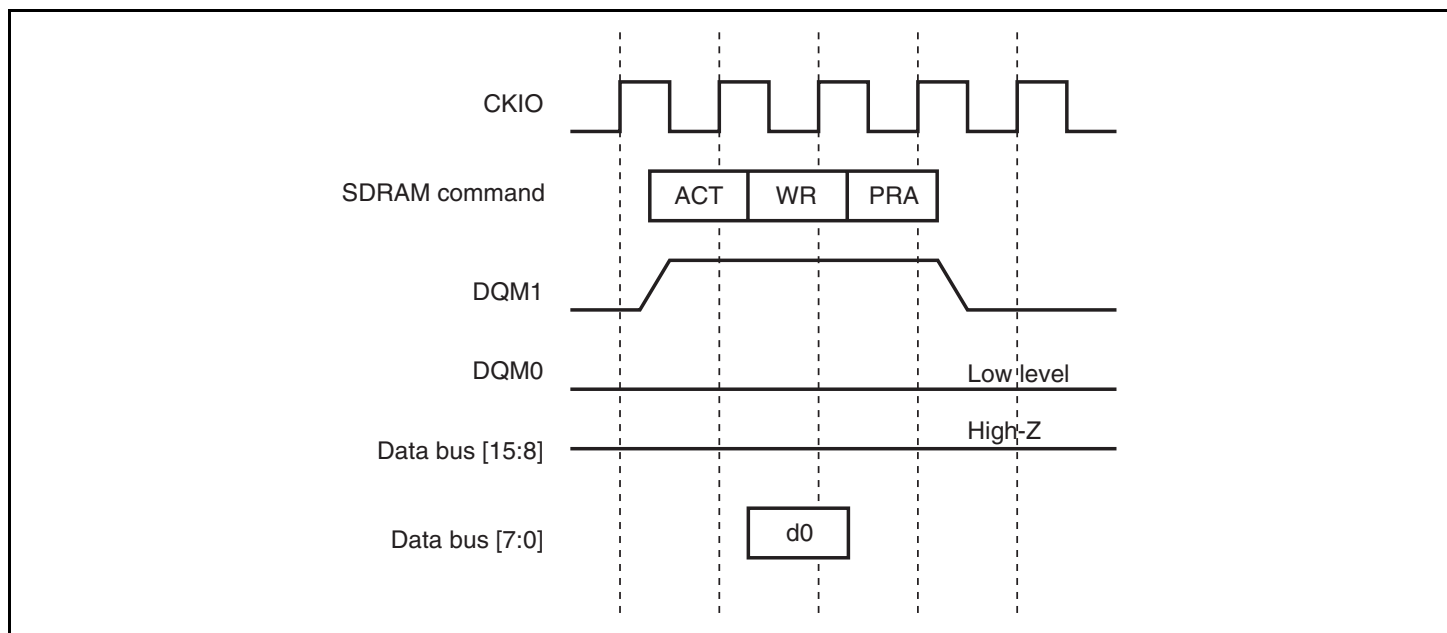 CKIO
SDRAM command
ACT WR PRA
DQM1
DQM0
Low level
High-Z
Data bus [15:8]
Data bus [7:0]
d0